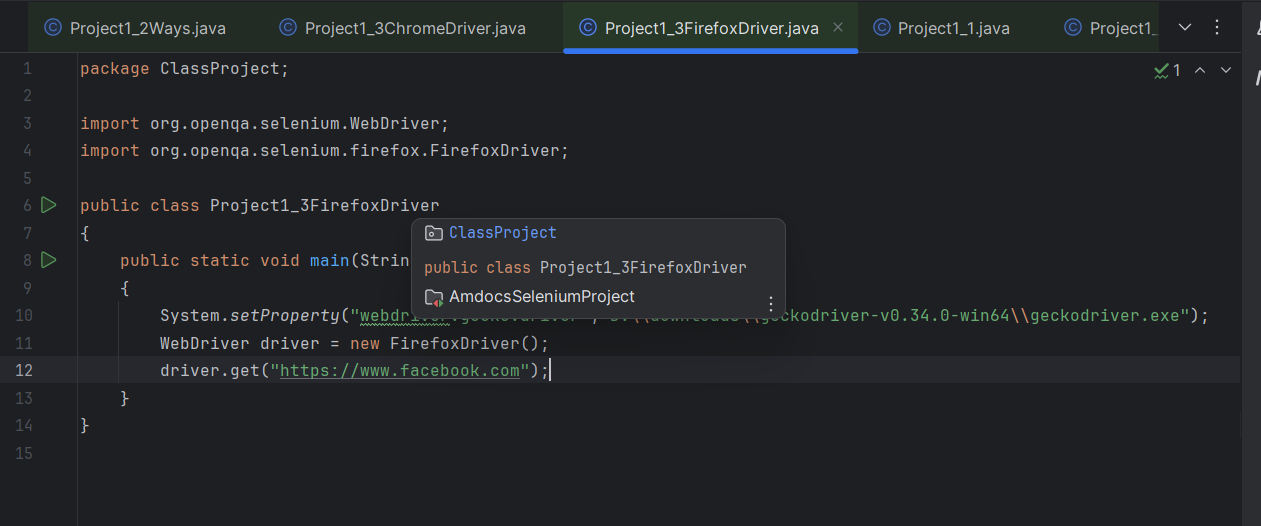 Project1_2Ways.java Project1_3ChromeDriver.java Project1_3FirefoxDriver.java Project1_1.java Project1_
1 package ClassProject; 1
2
3 import org.openqa.selenium.WebDriver;
4 import org.openqa.selenium.firefox.FirefoxDriver;
5
6 public class Project1_3FirefoxDriver
7 {
ClassProject
8 public static void main(Strin
public class Project1_3FirefoxDriver
9 {
AmdocsSeleniumProject
10 System.setProperty("webdriver \\geckodriver-v0.34.0-win64\\geckodriver.exe");
11 WebDriver driver = new FirefoxDriver();
12 driver.get("https://www.facebook.com");
13 }
14 }
15